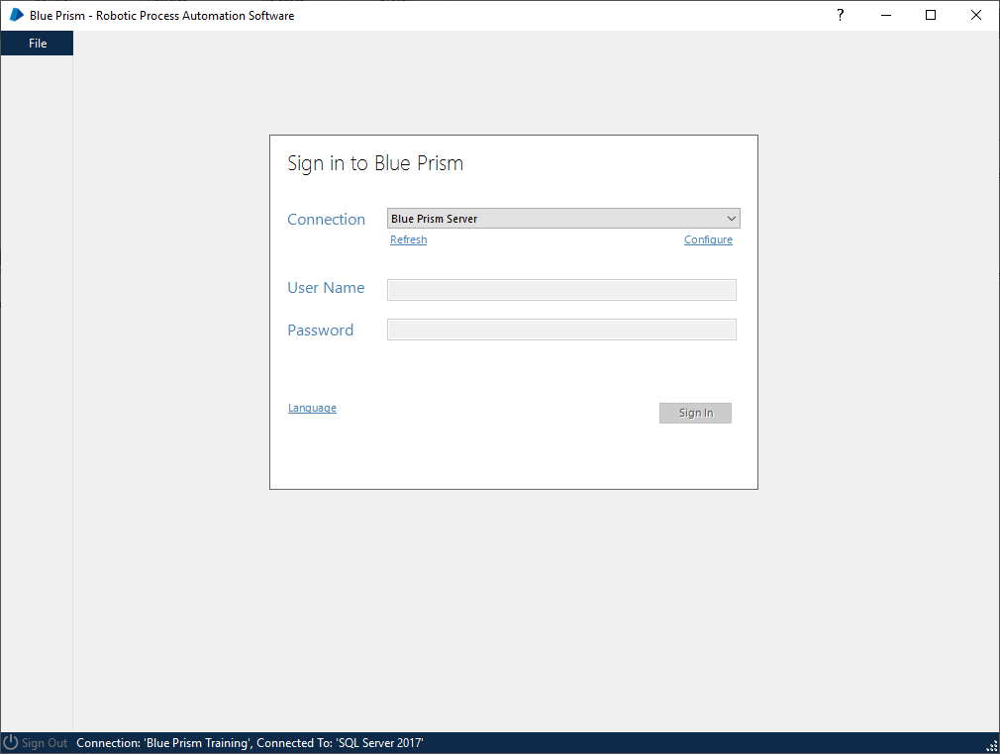 Blue Prism - Robotic Process Automation Software
?
File
Sign in to Blue Prism
Connection Blue Prism Server
Refresh Configure
User Name
Password
Language Sign In
Sign Out Connection: 'Blue Prism Training', Connected To: 'SQL Server 2017'